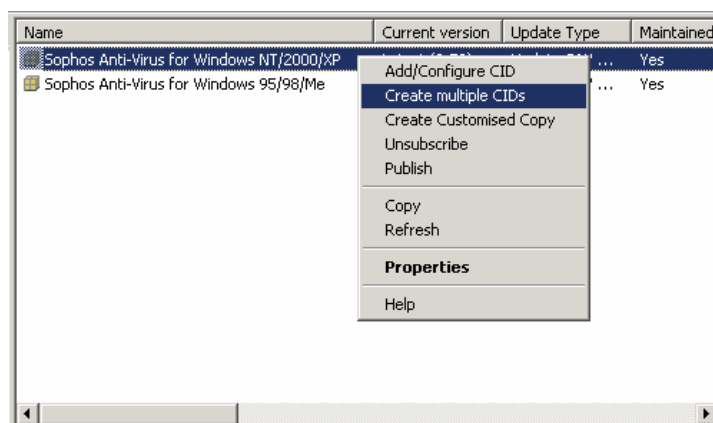 Name Current version Update Type Maintained
Sophos Anti-Virus for Windows NT/2000/XP Yes
Sophos Anti-Virus for Windows 95/98/Me ... Yes
Add/Configure CID
Create multiple CIDs
Create Customised Copy
Unsubscribe
Publish
Copy
Refresh
Properties
Help